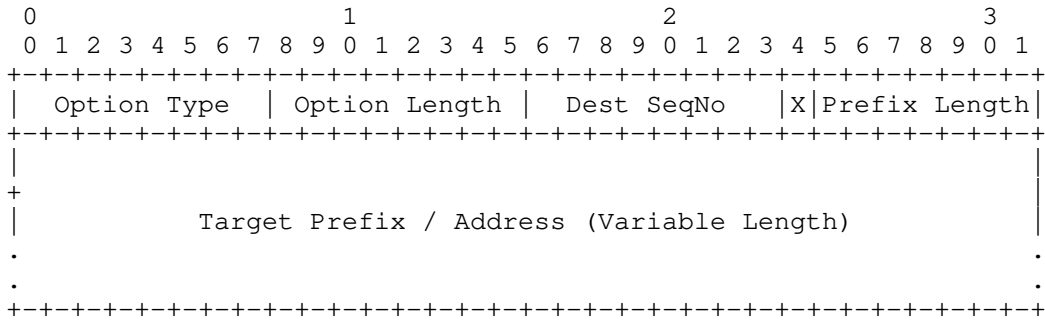 0                   1                   2                   3
 0 1 2 3 4 5 6 7 8 9 0 1 2 3 4 5 6 7 8 9 0 1 2 3 4 5 6 7 8 9 0 1
+-+-+-+-+-+-+-+-+-+-+-+-+-+-+-+-+-+-+-+-+-+-+-+-+-+-+-+-+-+-+-+-+
|  Option Type  | Option Length |  Dest SeqNo   |X|Prefix Length|
+-+-+-+-+-+-+-+-+-+-+-+-+-+-+-+-+-+-+-+-+-+-+-+-+-+-+-+-+-+-+-+-+
|                                                               |
+                                                               |
|           Target Prefix / Address (Variable Length)           |
.                                                               .
.                                                               .
+-+-+-+-+-+-+-+-+-+-+-+-+-+-+-+-+-+-+-+-+-+-+-+-+-+-+-+-+-+-+-+-+